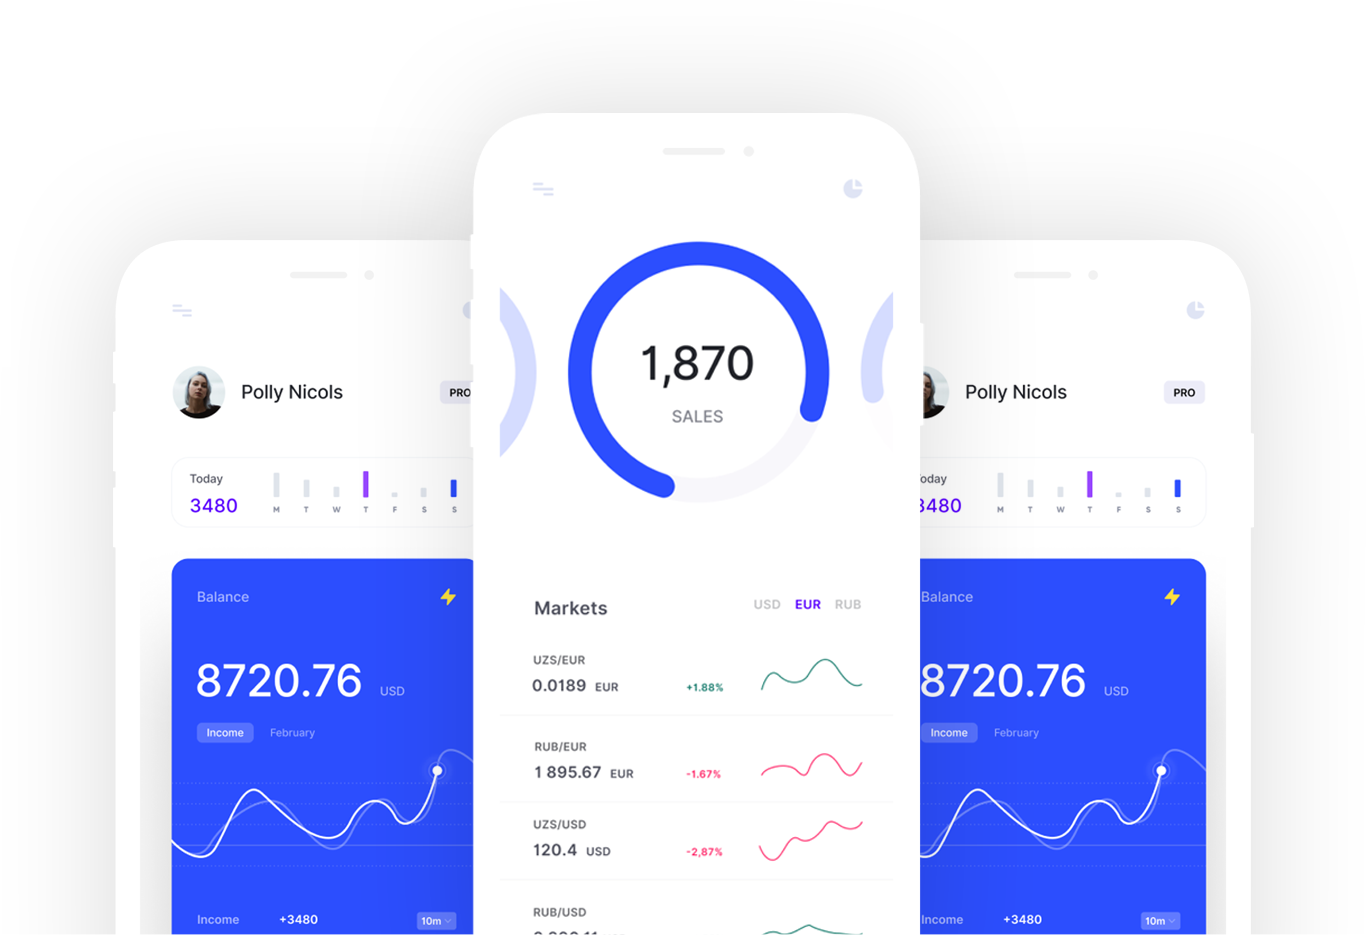 Polly Nicols
PRO
Today
3480
M T W T F S S
Balance
8720.76 USD
Income February
Income +3480 10m
1,870
SALES
Markets
USD EUR RUB
UZS/EUR
0.0189 EUR +1.88%
RUB/EUR
1 895.67 EUR -1.67%
UZS/USD
120.4 USD -2,87%
RUB/USD
Polly Nicols
PRO
oday
3480
M T W T F S S
Balance
8720.76 USD
Income February
Income +3480 10m